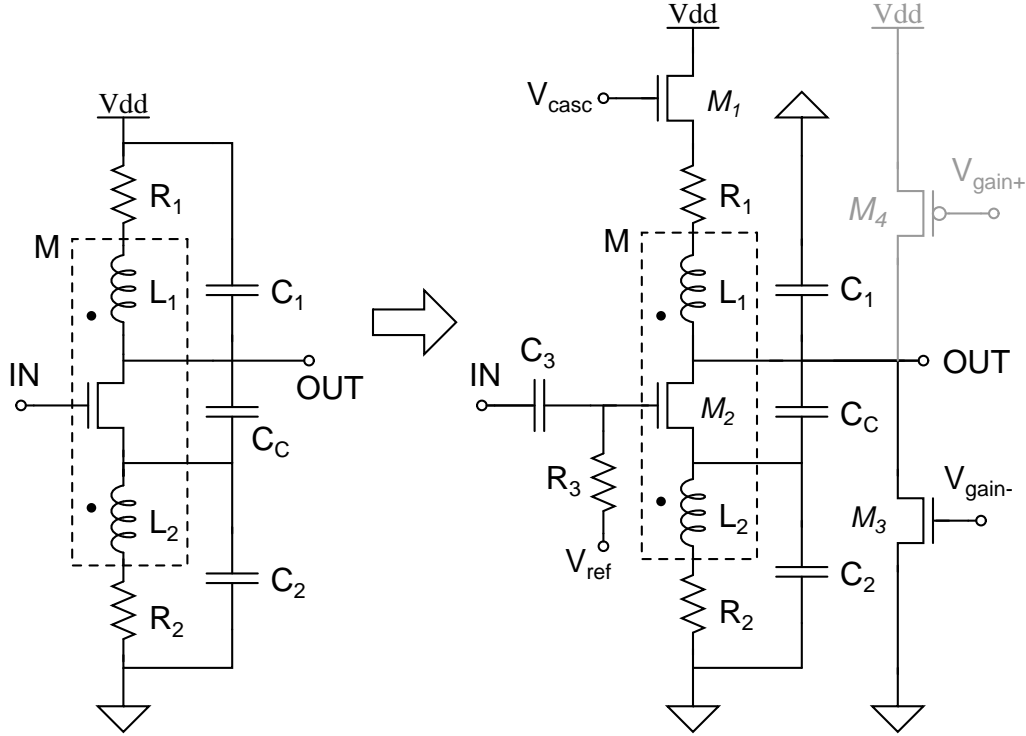 Vdd
R1
M
L1
C1
IN
OUT
CC
L2
C2
R2
Vdd
Vcasc
M1
R1
M
L1
C1
C3
IN
M2
CC
R3
Vref
L2
C2
R2
Vdd
Vgain+
M4
OUT
Vgain-
M3